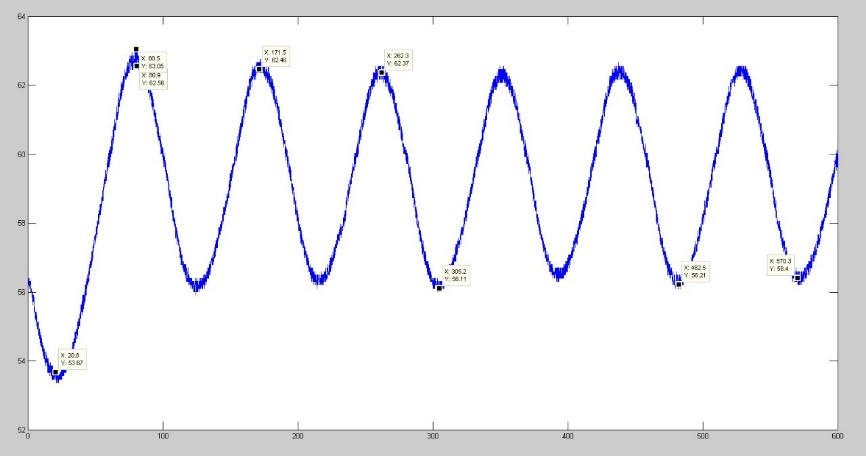 64
62
60
58
56
54
52
0
100
200
300
400
500
600
X: 80.5
Y: 63.05
X: 80.9
Y: 62.56
X: 171.5
Y: 62.46
X: 262.3
Y: 62.37
X: 20.8
Y: 53.67
X: 305.2
Y: 56.11
X: 482.5
Y: 56.21
X: 570.3
Y: 56.4